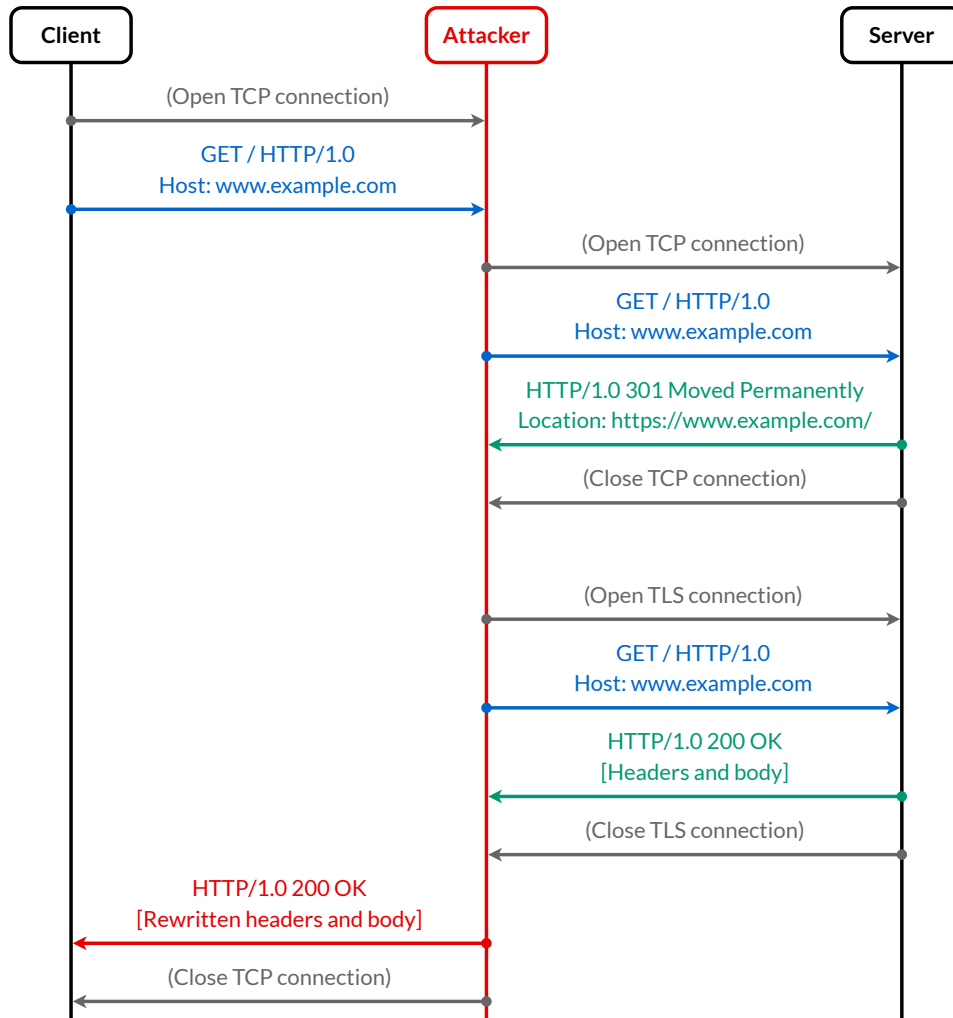 Client
Attacker
Server
(Open TCP connection)
GET / HTTP/1.0
Host: www.example.com
(Open TCP connection)
GET / HTTP/1.0
Host: www.example.com
HTTP/1.0 301 Moved Permanently
Location: https://www.example.com/
(Close TCP connection)
(Open TLS connection)
GET / HTTP/1.0
Host: www.example.com
HTTP/1.0 200 OK
[Headers and body]
(Close TLS connection)
HTTP/1.0 200 OK
[Rewritten headers and body]
(Close TCP connection)